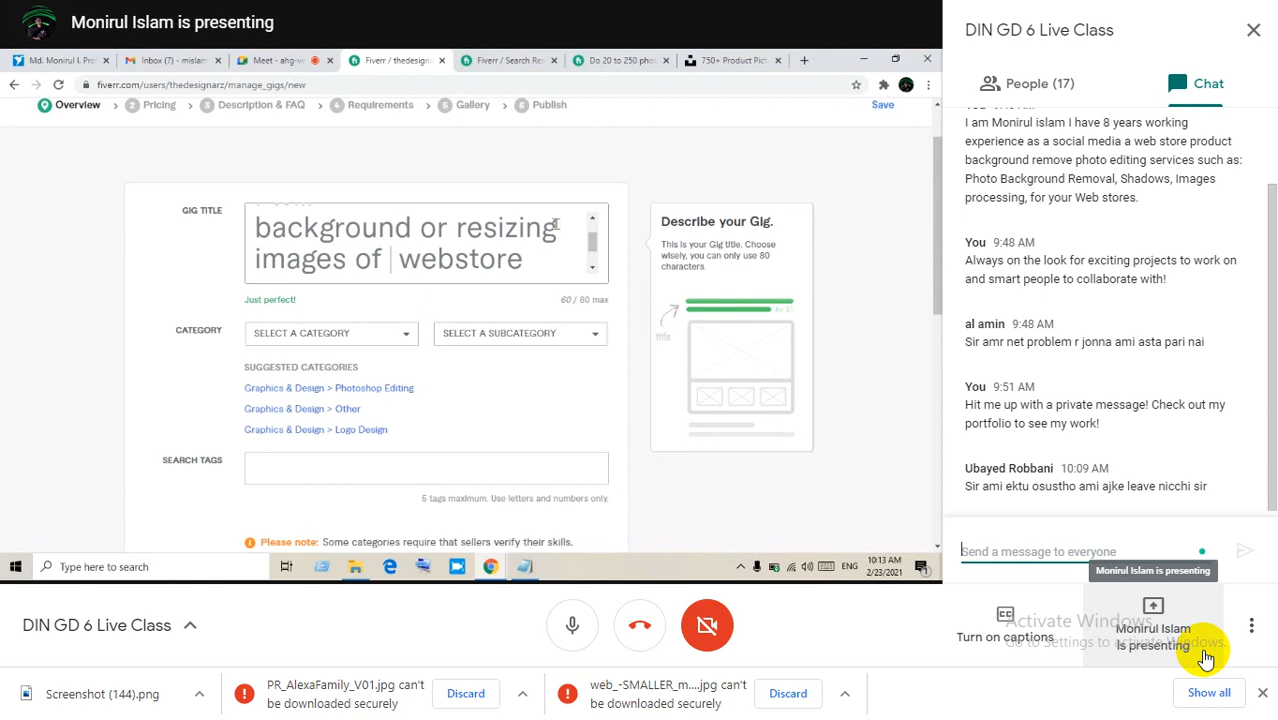 Monirul Islam is presenting
Md. Monirul I. Pro
Inbox (7) - mislam
Meet - ahg-v
Fiverr / thedesigna
Fiverr / Search Res
Do 20 to 250 phot
750+ Product Pict
fiverr.com/users/thedesignarz/manage_gigs/new
Overview
2 Pricing
3 Description & FAQ
4 Requirements
5 Gallery
6 Publish
Save
GIG TITLE
background or resizing
images of webstore
Just perfect!
60 / 80 max
CATEGORY
SELECT A CATEGORY
SELECT A SUBCATEGORY
SUGGESTED CATEGORIES
Graphics & Design > Photoshop Editing
Graphics & Design > Other
Graphics & Design > Logo Design
SEARCH TAGS
5 tags maximum. Use letters and numbers only.
Please note: Some categories require that sellers verify their skills.
Describe your Gig.
This is your Gig title. Choose
wisely, you can only use 80
characters.
title
Type here to search
ENG
10:13 AM
2/23/2021
DIN GD 6 Live Class
People (17)
Chat
I am Monirul islam I have 8 years working
experience as a social media a web store product
background remove photo editing services such as:
Photo Background Removal, Shadows, Images
processing, for your Web stores.
You 9:48 AM
Always on the look for exciting projects to work on
and smart people to collaborate with!
al amin 9:48 AM
Sir amr net problem r jonna ami asta pari nai
You 9:51 AM
Hit me up with a private message! Check out my
portfolio to see my work!
Ubayed Robbani 10:09 AM
Sir ami ektu osustho ami ajke leave nicchi sir
Send a message to everyone
Monirul Islam is presenting
DIN GD 6 Live Class
Turn on captions
Monirul Islam
is presenting
Activate Windows
Go to Settings to activate Windows.
Screenshot (144).png
PR_AlexaFamily_V01.jpg can't
be downloaded securely
Discard
web_-SMALLER_m....jpg can't
be downloaded securely
Discard
Show all